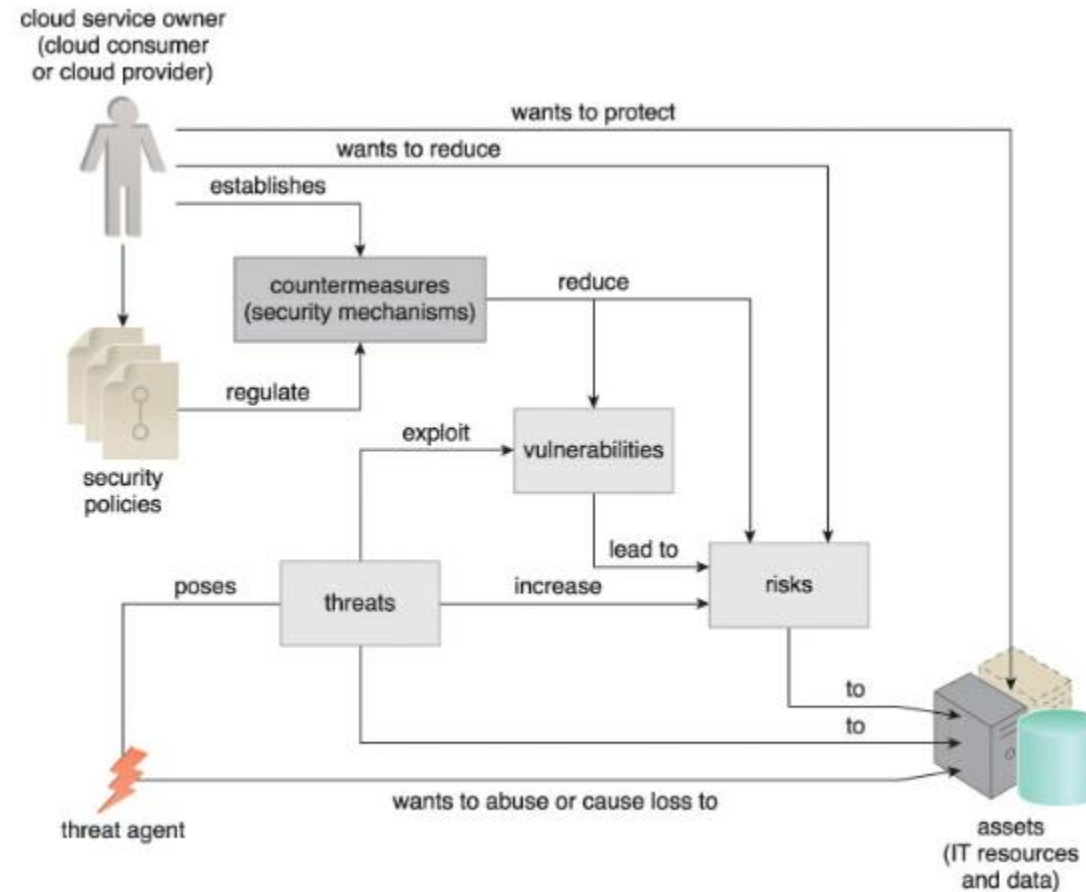 cloud service owner
(cloud consumer
or cloud provider)
wants to protect
wants to reduce
establishes
countermeasures
(security mechanisms)
reduce
regulate
exploit
vulnerabilities
security
policies
lead to
poses
threats
increase
risks
to
to
wants to abuse or cause loss to
threat agent
assets
(IT resources
and data)